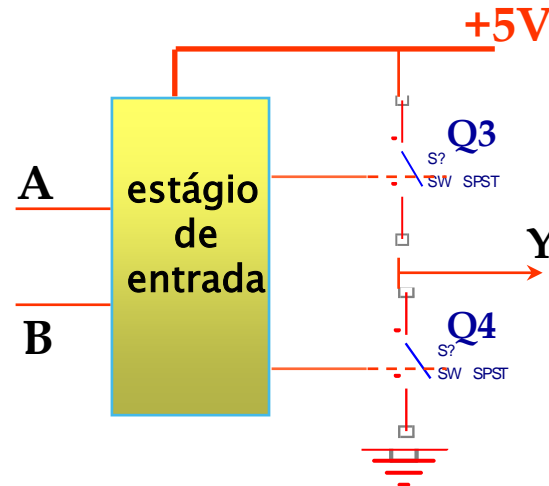 +5V
Q3
S?
SW SPST
A
estágio
de
entrada
Y
B
Q4
S?
SW SPST